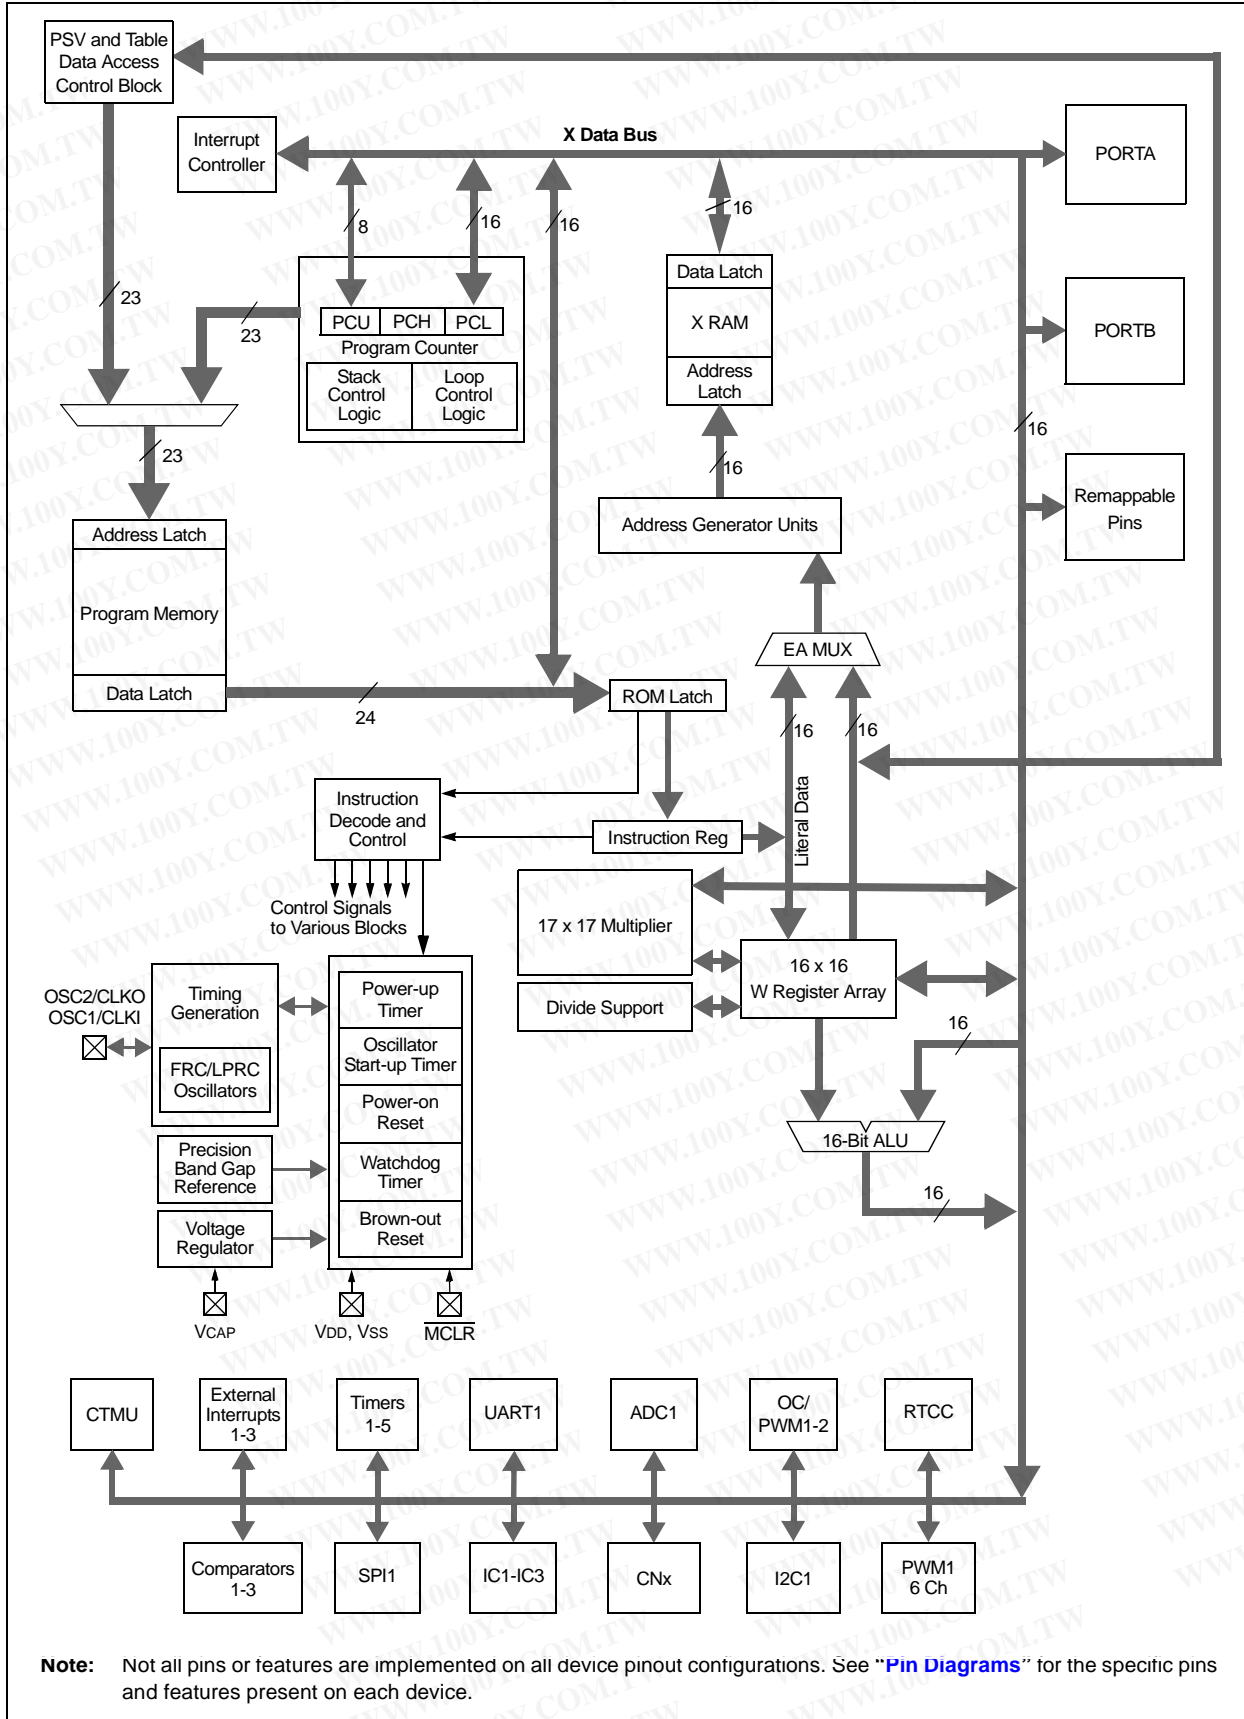 PSV and Table
Data Access
Control Block
Interrupt
Controller
X Data Bus
PORTA
8
16
16
16
23
23
PCU PCH PCL
Program Counter
Stack
Control
Logic
Loop
Control
Logic
Data Latch
X RAM
Address
Latch
PORTB
16
23
16
Remappable
Pins
Address Latch
Program Memory
Data Latch
Address Generator Units
EA MUX
24
ROM Latch
16
16
Literal Data
Instruction
Decode and
Control
Instruction Reg
Control Signals
to Various Blocks
17 x 17 Multiplier
16 x 16
W Register Array
Divide Support
OSC2/CLKO
OSC1/CLKI
Timing
Generation
FRC/LPRC
Oscillators
Power-up
Timer
Oscillator
Start-up Timer
Power-on
Reset
Watchdog
Timer
Brown-out
Reset
16
16-Bit ALU
16
Precision
Band Gap
Reference
Voltage
Regulator
VCAP
VDD, VSS
MCLR
CTMU
External
Interrupts
1-3
Timers
1-5
UART1
ADC1
OC/
PWM1-2
RTCC
Comparators
1-3
SPI1
IC1-IC3
CNx
I2C1
PWM1
6 Ch
Note: Not all pins or features are implemented on all device pinout configurations. See “Pin Diagrams” for the specific pins
and features present on each device.
WWW.100Y.COM.TW